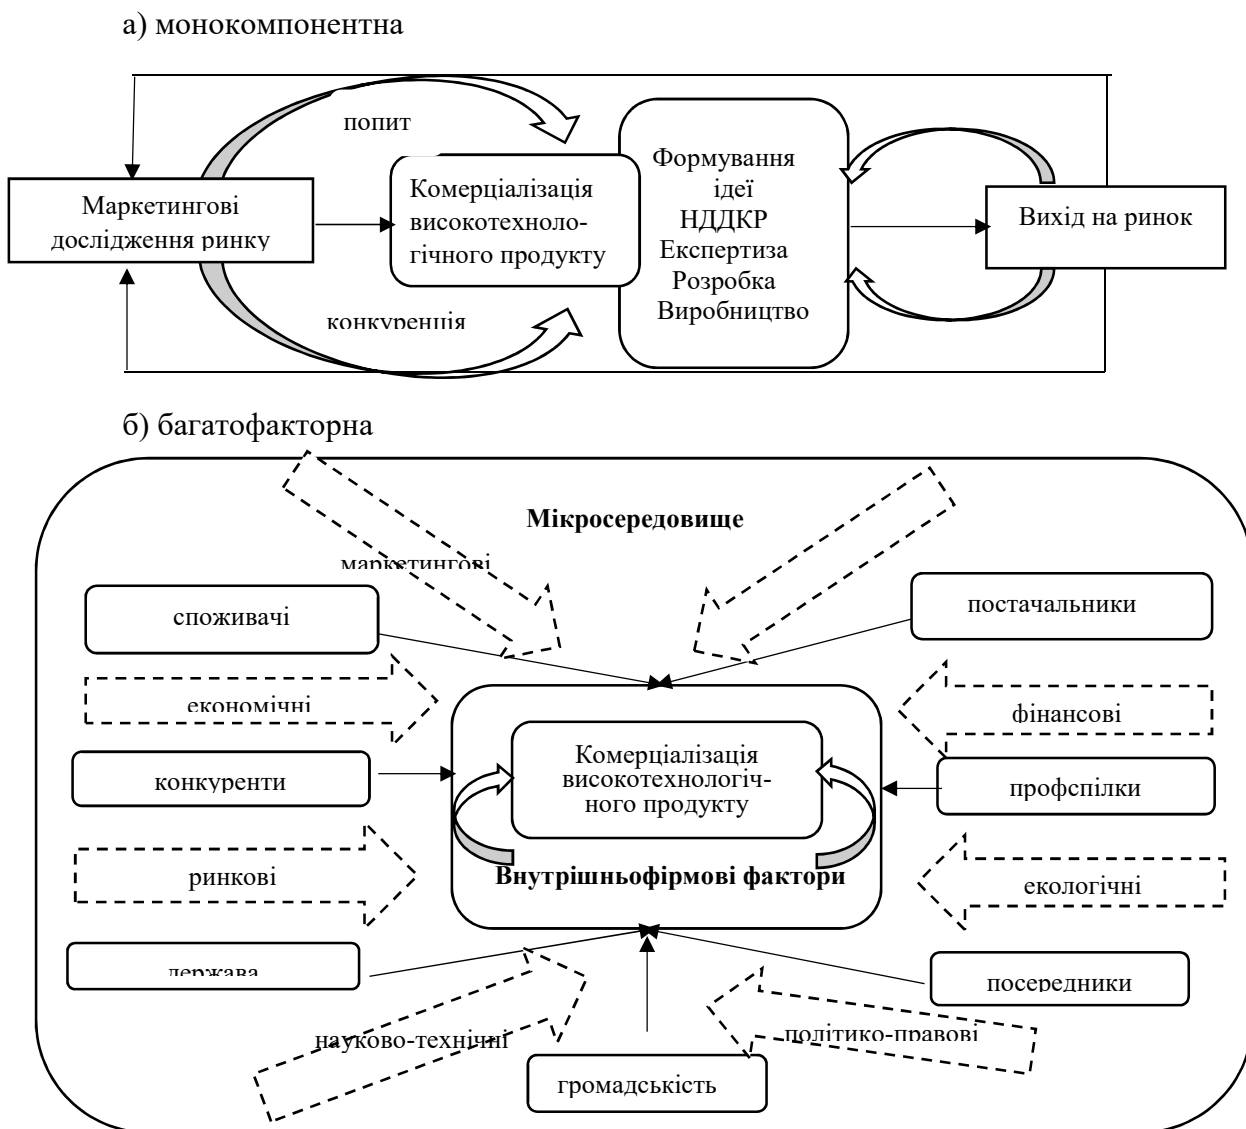 а) монокомпонентна
попит
Маркетингові
дослідження ринку
Комерціалізація
високотехноло-
гічного продукту
Формування
ідеї
НДДКР
Експертиза
Розробка
Виробництво
Вихід на ринок
конкуренція
б) багатофакторна
Мікросередовище
маркетингові
споживачі
постачальники
економічні
фінансові
конкуренти
Комерціалізація
високотехнологіч-
ного продукту
профспілки
ринкові
Внутрішньофірмові фактори
екологічні
держава
посередники
науково-технічні
політико-правові
громадськість